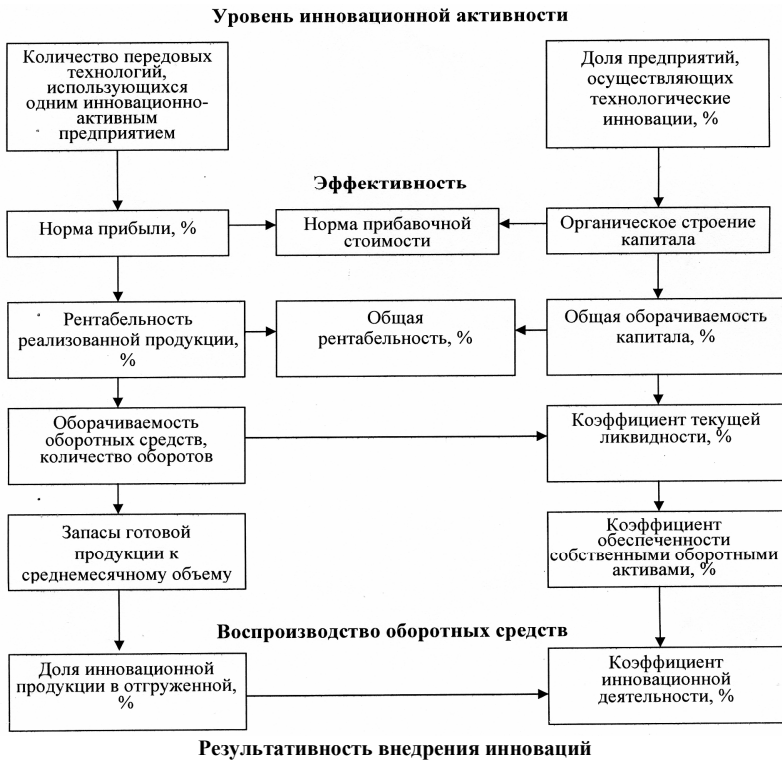 Уровень инновационной активности
Количество передовых
технологий,
использующихся
одним инновационно-
активным
предприятием
Доля предприятий,
осуществляющих
технологические
инновации, %
Эффективность
Норма прибыли, %
Норма прибавочной
стоимости
Органическое строение
капитала
Рентабельность
реализованной продукции,
%
Общая
рентабельность, %
Общая оборачиваемость
капитала, %
Оборачиваемость
оборотных средств,
количество оборотов
Коэффициент текущей
ликвидности, %
Запасы готовой
продукции к
среднемесячному объему
Коэффициент
обеспеченности
собственными оборотными
активами, %
Воспроизводство оборотных средств
Доля инновационной
продукции в отгруженной,
%
Коэффициент
инновационной
деятельности, %
Результативность внедрения инноваций